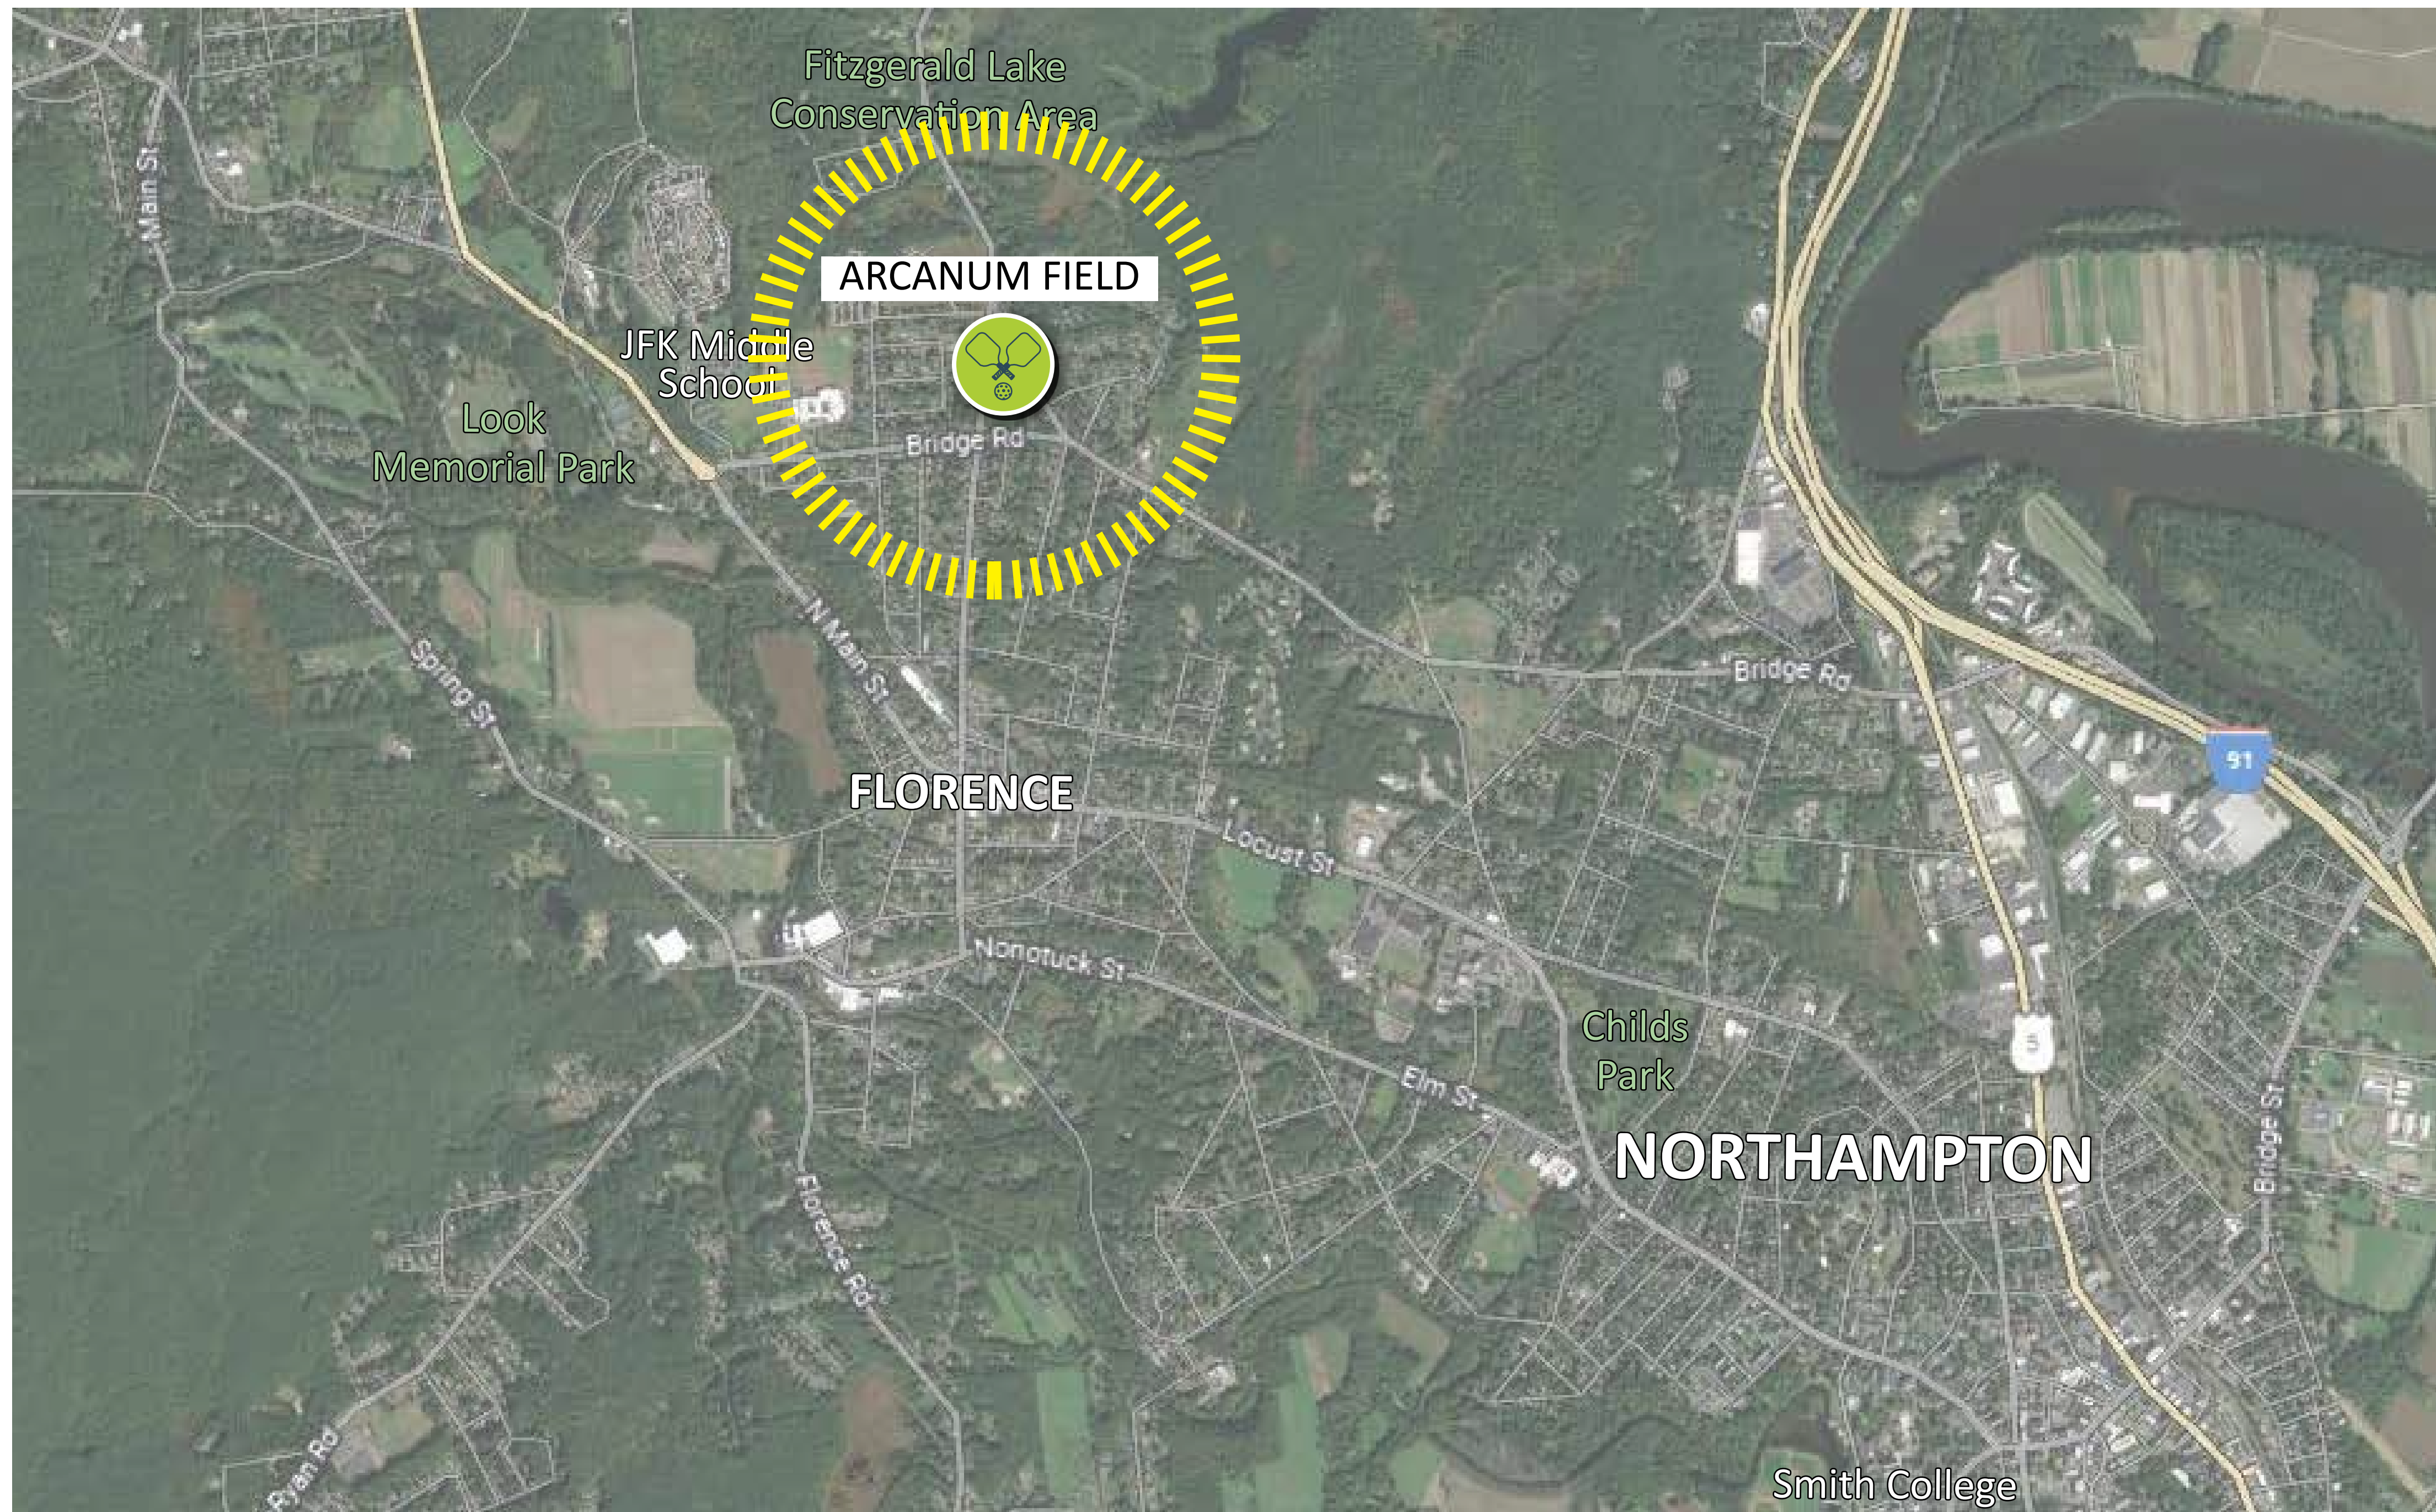 Fitzgerald Lake
Conservation Area
Main St
ARCANUM FIELD
JFK Middle
School
Look
Memorial Park
Bridge Rd
N Main St
Spring St
Bridge Rd
91
FLORENCE
Locust St
Nonotuck St
Childs
Park
5
Elm St
NORTHAMPTON
Bridge St
Florence Rd
Ryan Rd
Smith College